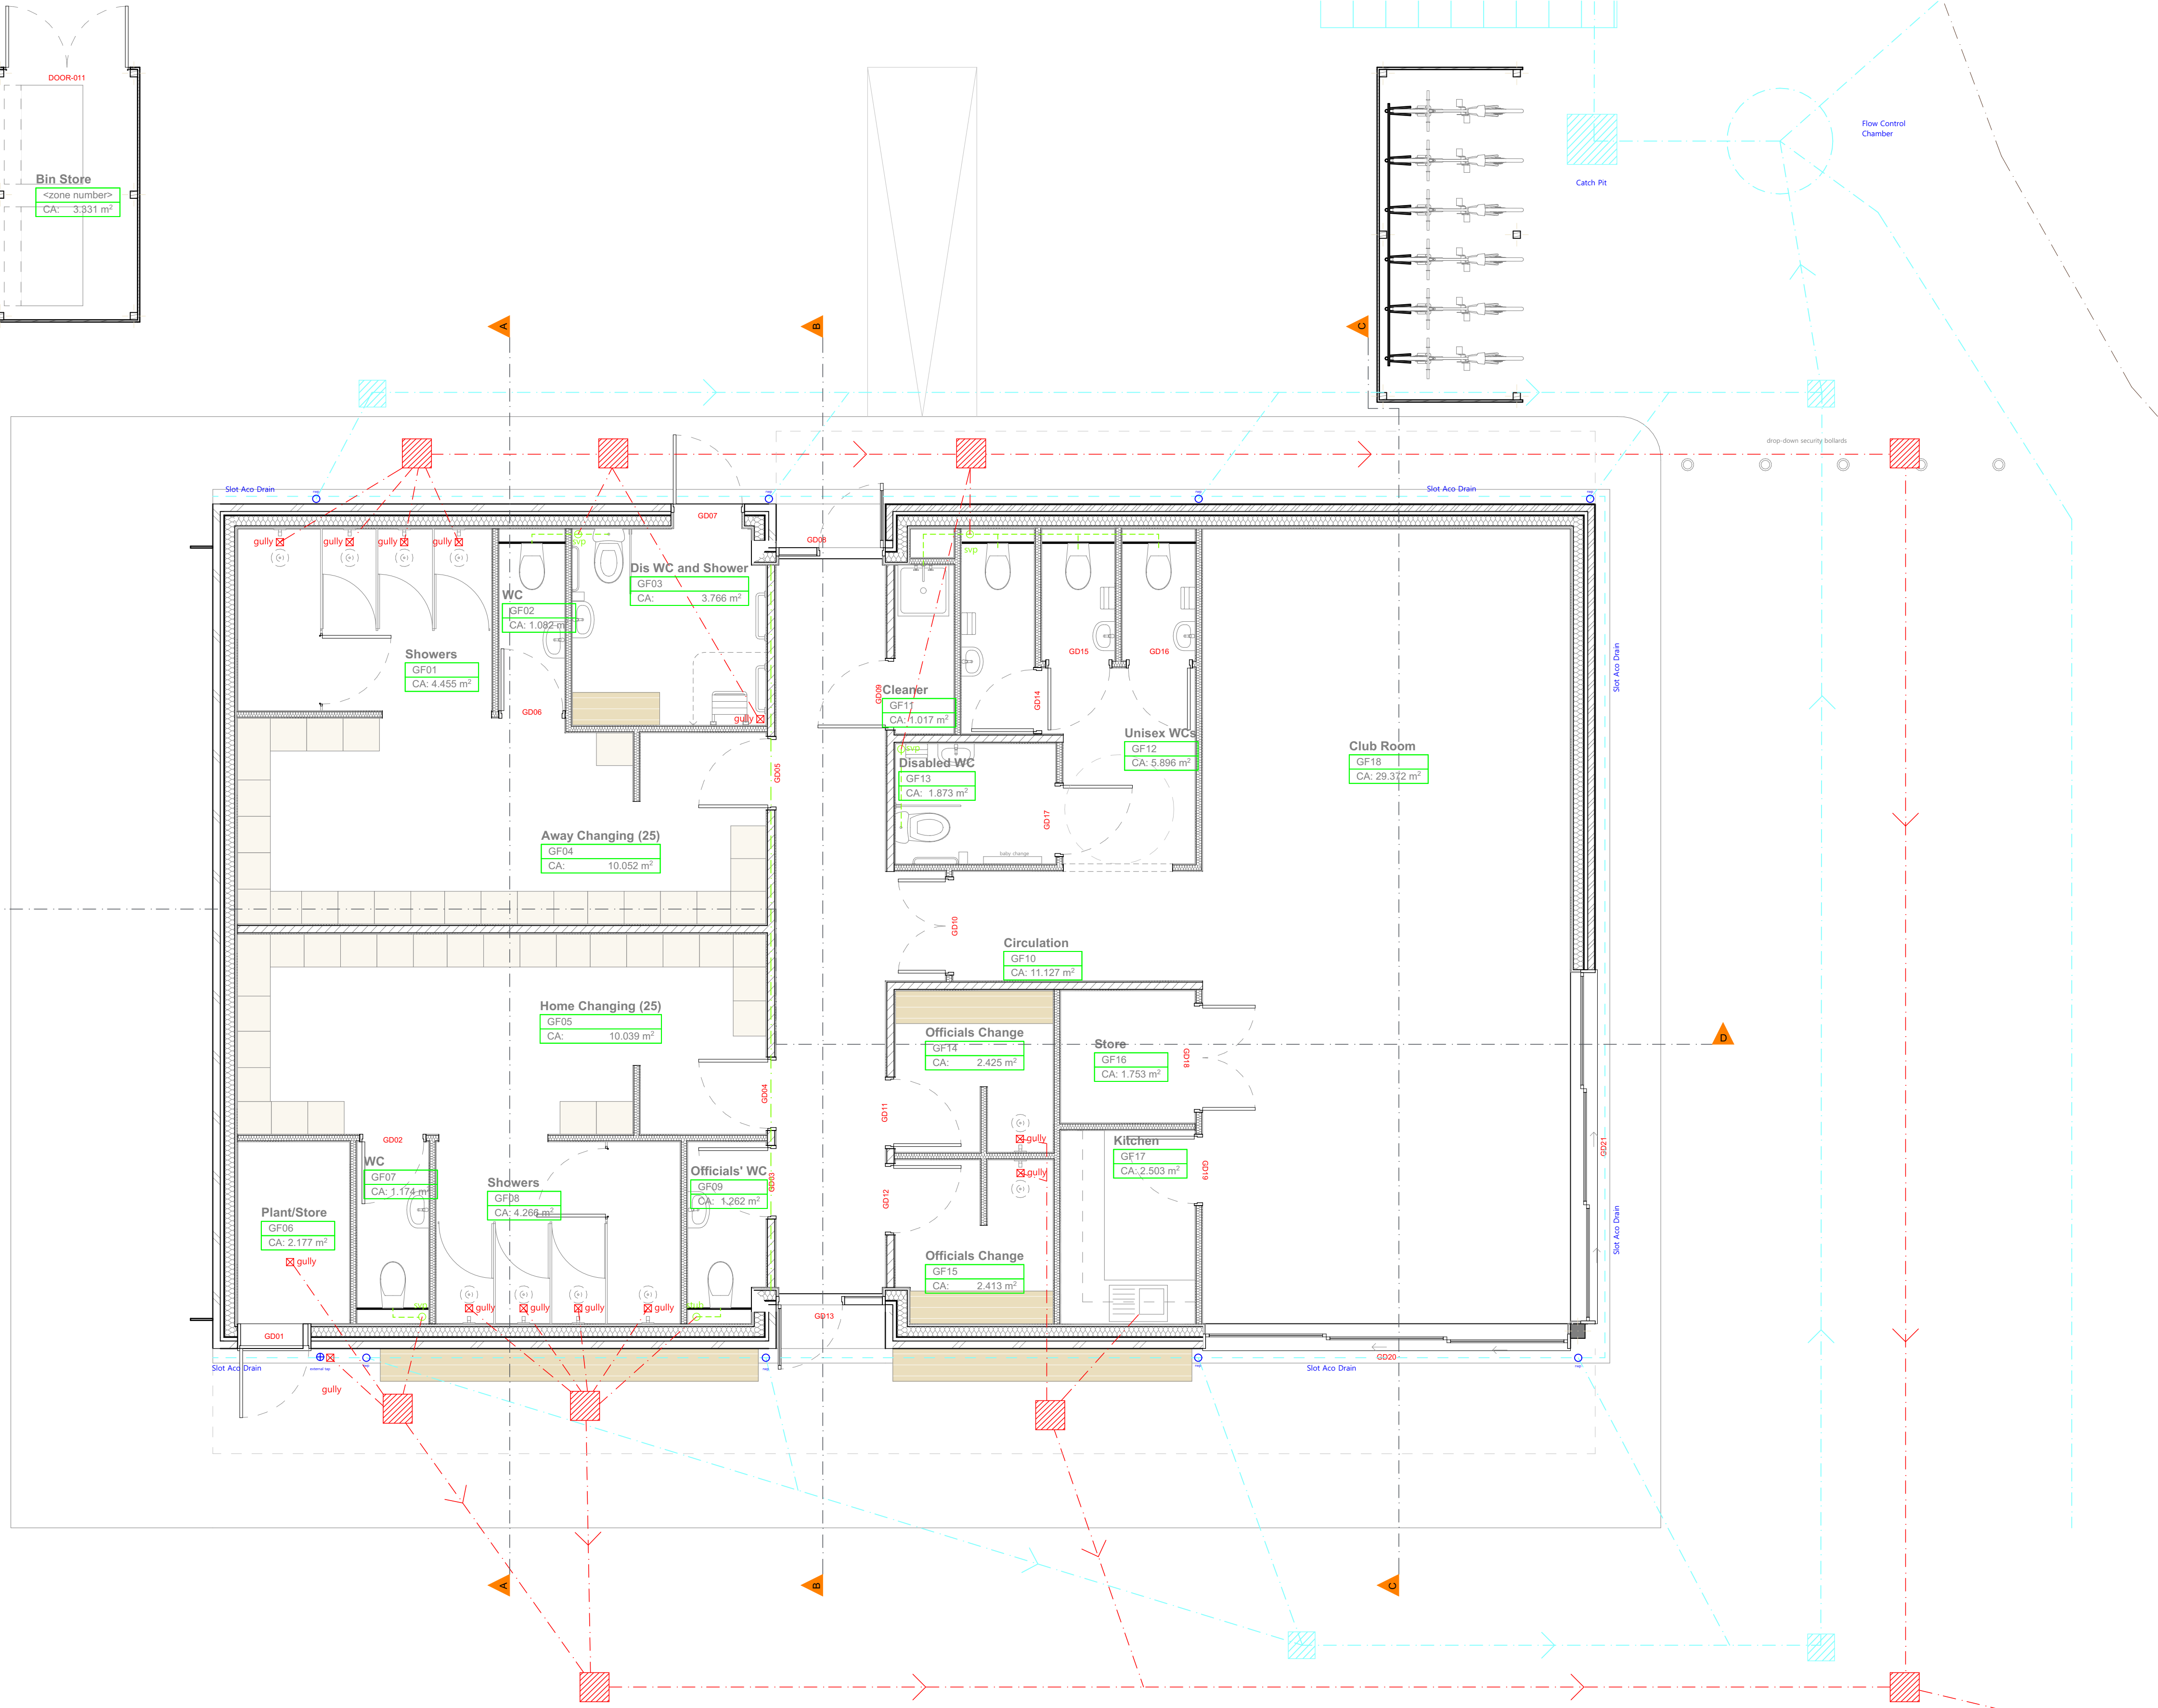 DOOR-011
Bin Store
<zone number>
CA: 3.331 m²
Flow Control
Chamber
Catch Pit
A
B
C
drop-down security bollards
Slot Aco Drain
Slot Aco Drain
GD07
GD08
gully
gully
gully
gully
svp
svp
Dis WC and Shower
GF03
CA: 3.766 m²
WC
GF02
CA: 1.082 m²
Showers
GF01
CA: 4.455 m²
GD15
GD16
Slot Aco Drain
GD06
gully
GD09
Cleaner
GF11
CA: 1.017 m²
GD14
Unisex WCs
GF12
CA: 5.896 m²
Club Room
GF18
CA: 29.372 m²
GD05
svp
Disabled WC
GF13
CA: 1.873 m²
GD17
baby change
Away Changing (25)
GF04
CA: 10.052 m²
GD10
Circulation
GF10
CA: 11.127 m²
Home Changing (25)
GF05
CA: 10.039 m²
Officials Change
GF14
CA: 2.425 m²
Store
GF16
CA: 1.753 m²
GD18
D
GD04
GD11
GD02
gully
Kitchen
GF17
CA: 2.503 m²
GD21
WC
GF07
CA: 1.174 m²
Officials' WC
GF09
CA: 1.262 m²
GD03
gully
GD19
GD12
Showers
GF08
CA: 4.266 m²
Plant/Store
GF06
CA: 2.177 m²
gully
Officials Change
GF15
CA: 2.413 m²
Slot Aco Drain
svp
gully
gully
gully
gully
stub
GD13
GD01
GD20
Slot Aco Drain
external tap
Slot Aco Drain
gully
A
B
C